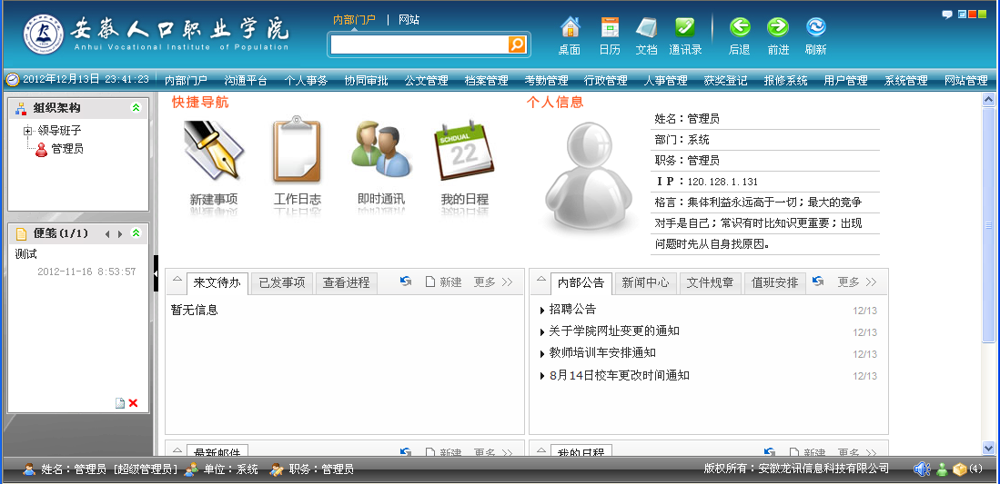 安徽人口职业学院
Anhui Vocational Institute of Population
内部门户 | 网站
桌面 日历 文档 通讯录 后退 前进 刷新
2012年12月13日 23:41:23 内部门户 沟通平台 个人事务 协同审批 公文管理 档案管理 考勤管理 行政管理 人事管理 获奖登记 报修系统 用户管理 系统管理 网站管理
组织架构
领导班子
管理员
便笺(1/1)
测试
2012-11-16 8:53:57
快捷导航
SCHDUAL
22
新建事项 工作日志 即时通讯 我的日程
个人信息
姓名：管理员
部门：系统
职务：管理员
IP：120.128.1.131
格言：集体利益永远高于一切；最大的竞争
对手是自己；常识有时比知识更重要；出现
问题时先从自身找原因。
来文待办 已发事项 查看进程 新建 更多
暂无信息
内部公告 新闻中心 文件规章 值班安排 更多
招聘公告 12/13
关于学院网址变更的通知 12/13
教师培训车安排通知 12/13
8月14日校车更改时间通知 12/13
最新邮件 新建 更多
我的日程 新建 更多
姓名：管理员 [超级管理员] 单位：系统 职务：管理员
版权所有：安徽龙讯信息科技有限公司 (4)